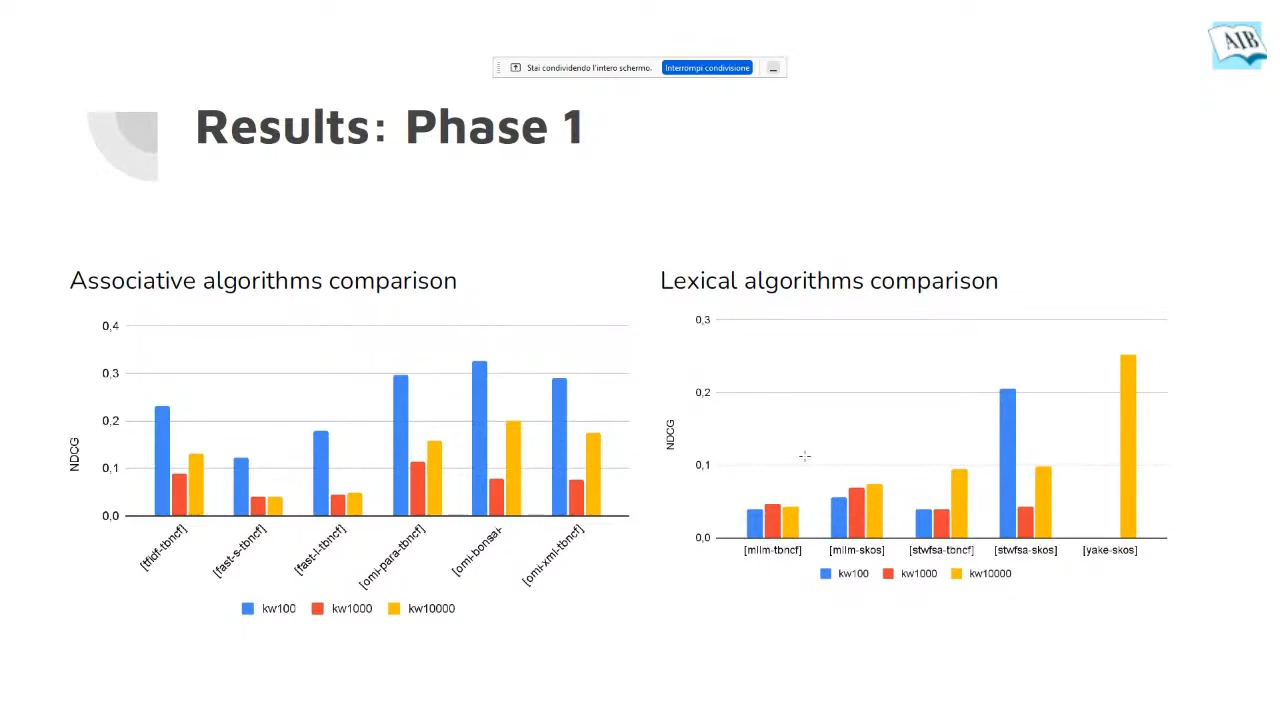 AIB
Stai condividendo l'intero schermo. Interrompi condivisione
Results: Phase 1
Associative algorithms comparison
0,4
0,3
0,2
0,1
0,0
NDCG
[tfidf-tbncf]
[fast-s-tbncf]
[fast-l-tbncf]
[omi-para-tbncf]
[omi-bonsai-
[omi-xml-tbncf]
kw100 kw1000 kw10000
Lexical algorithms comparison
0,3
0,2
0,1
0,0
NDCG
[mllm-tbncf] [mllm-skos] [stwfsa-tbncf] [stwfsa-skos] [yake-skos]
kw100 kw1000 kw10000